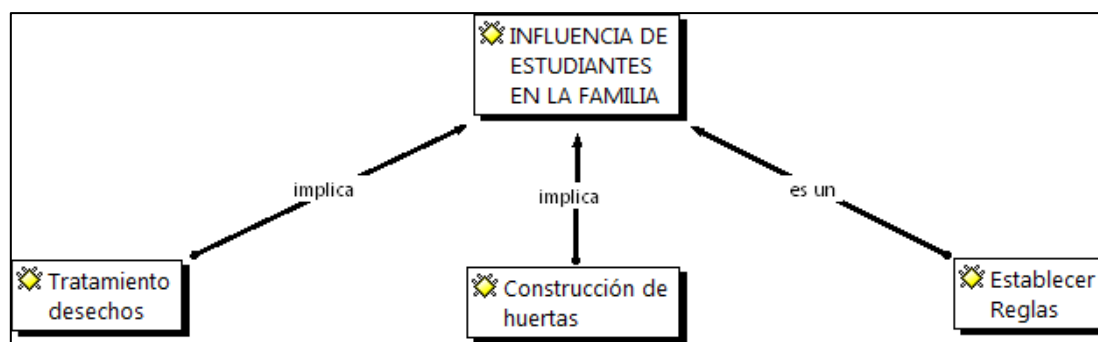 INFLUENCIA DE
ESTUDIANTES
EN LA FAMILIA
implica
implica
es un
Tratamiento
desechos
Construcción de
huertas
Establecer
Reglas